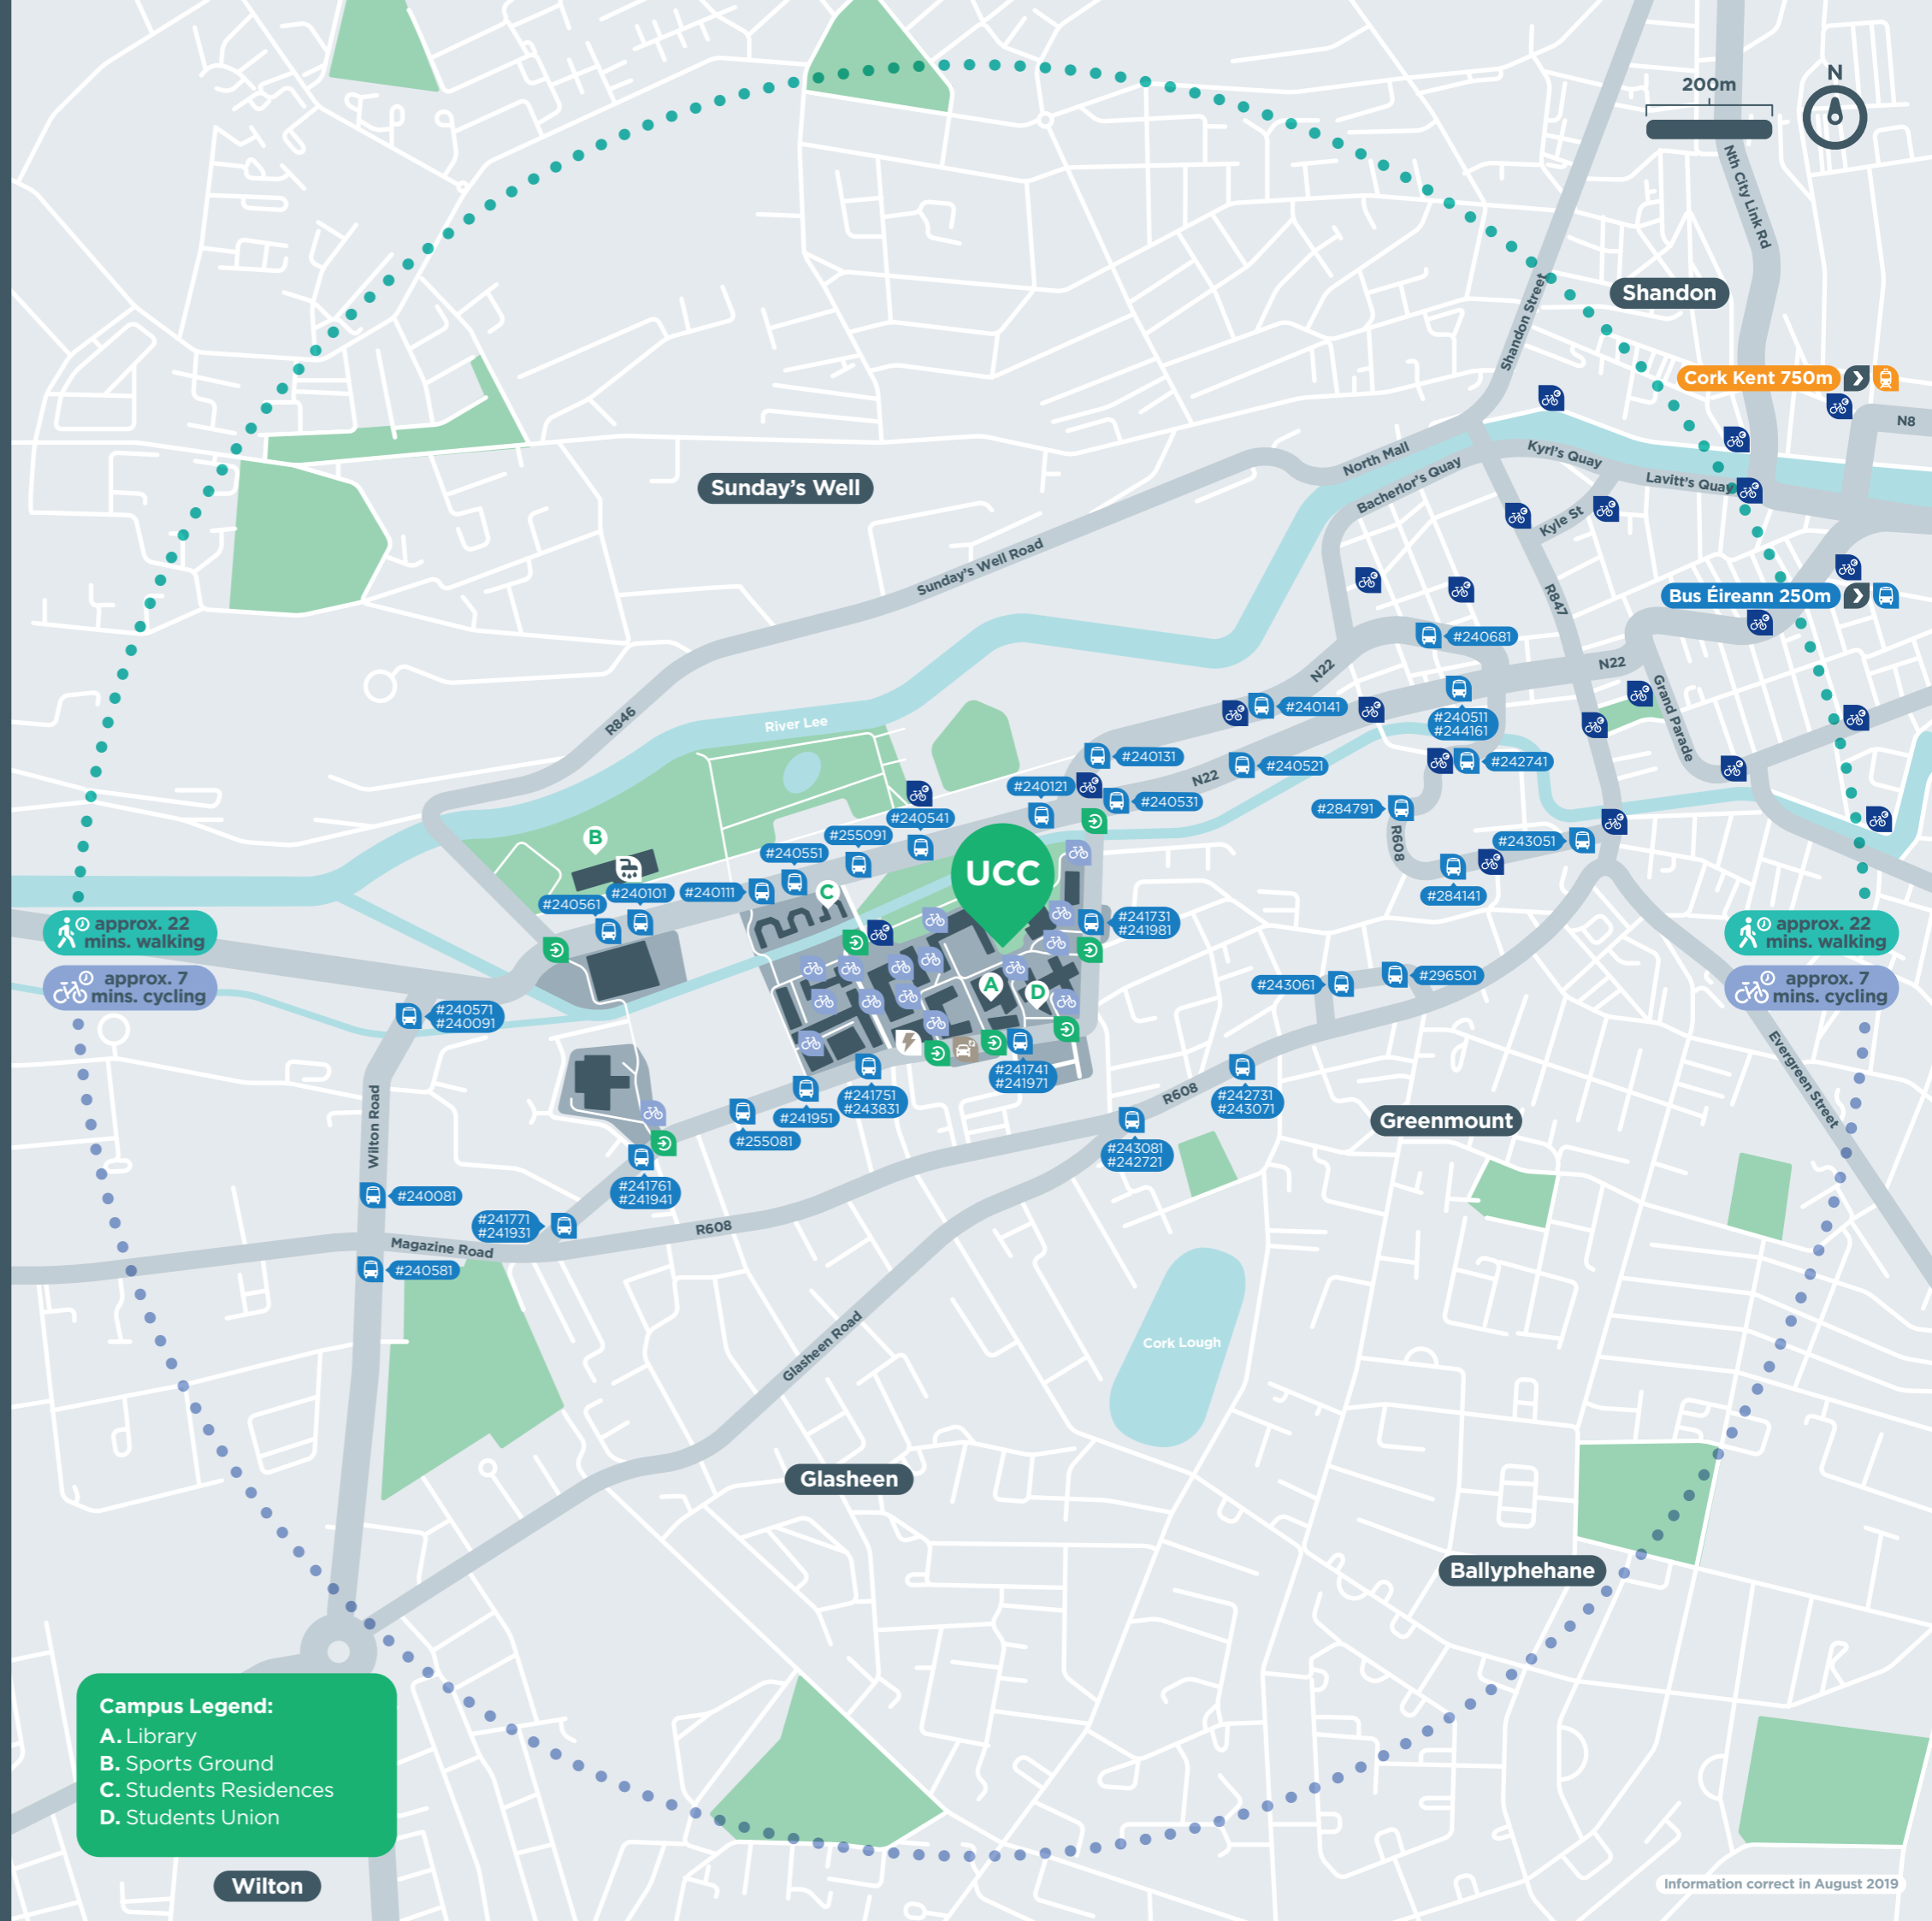 200m
N
Nth City Link Rd
Shandon
Shandon Street
Cork Kent 750m
N8
North Mall
Kyrl's Quay
Bacherlor's Quay
Lavitt's Quay
Sunday's Well
Kyle St
Sunday's Well Road
R847
Bus Éireann 250m
#240681
N22
N22
Grand Parade
R846
River Lee
#240141
#240511
#244161
#240131
#240521
#242741
N22
#240121
#240531
#284791
#240541
#255091
B
#243051
R608
#240551
UCC
#240101
#240111
C
#284141
#240561
#241731
#241981
approx. 22
mins. walking
approx. 22
mins. walking
approx. 7
mins. cycling
#243061
#296501
A
D
approx. 7
mins. cycling
#240571
#240091
Evergreen Street
#241741
#241971
Wilton Road
#241751
#243831
R608
#242731
#243071
#241951
Greenmount
#255081
#243081
#242721
#241761
#241941
#240081
#241771
#241931
R608
Magazine Road
#240581
Glasheen Road
Cork Lough
Glasheen
Ballyphehane
Campus Legend:
A. Library
B. Sports Ground
C. Students Residences
D. Students Union
Wilton
Information correct in August 2019